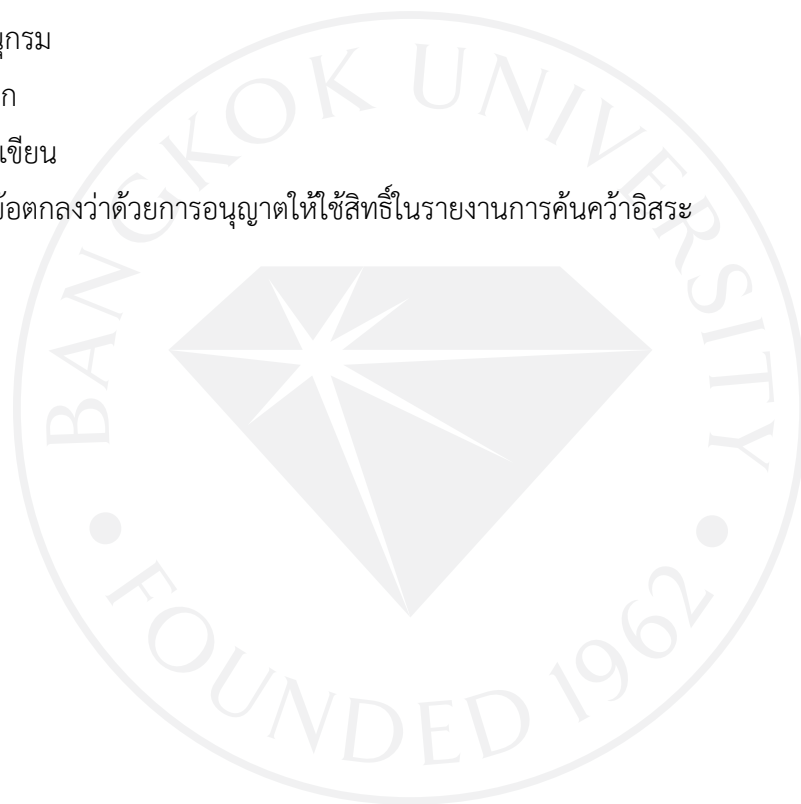 นุกรม
ก
เขียน
ข้อตกลงว่าด้วยการอนุญาตให้ใช้สิทธิ์ในรายงานการค้นคว้าอิสระ
BANGKOK UNIVERSITY
FOUNDED 1962